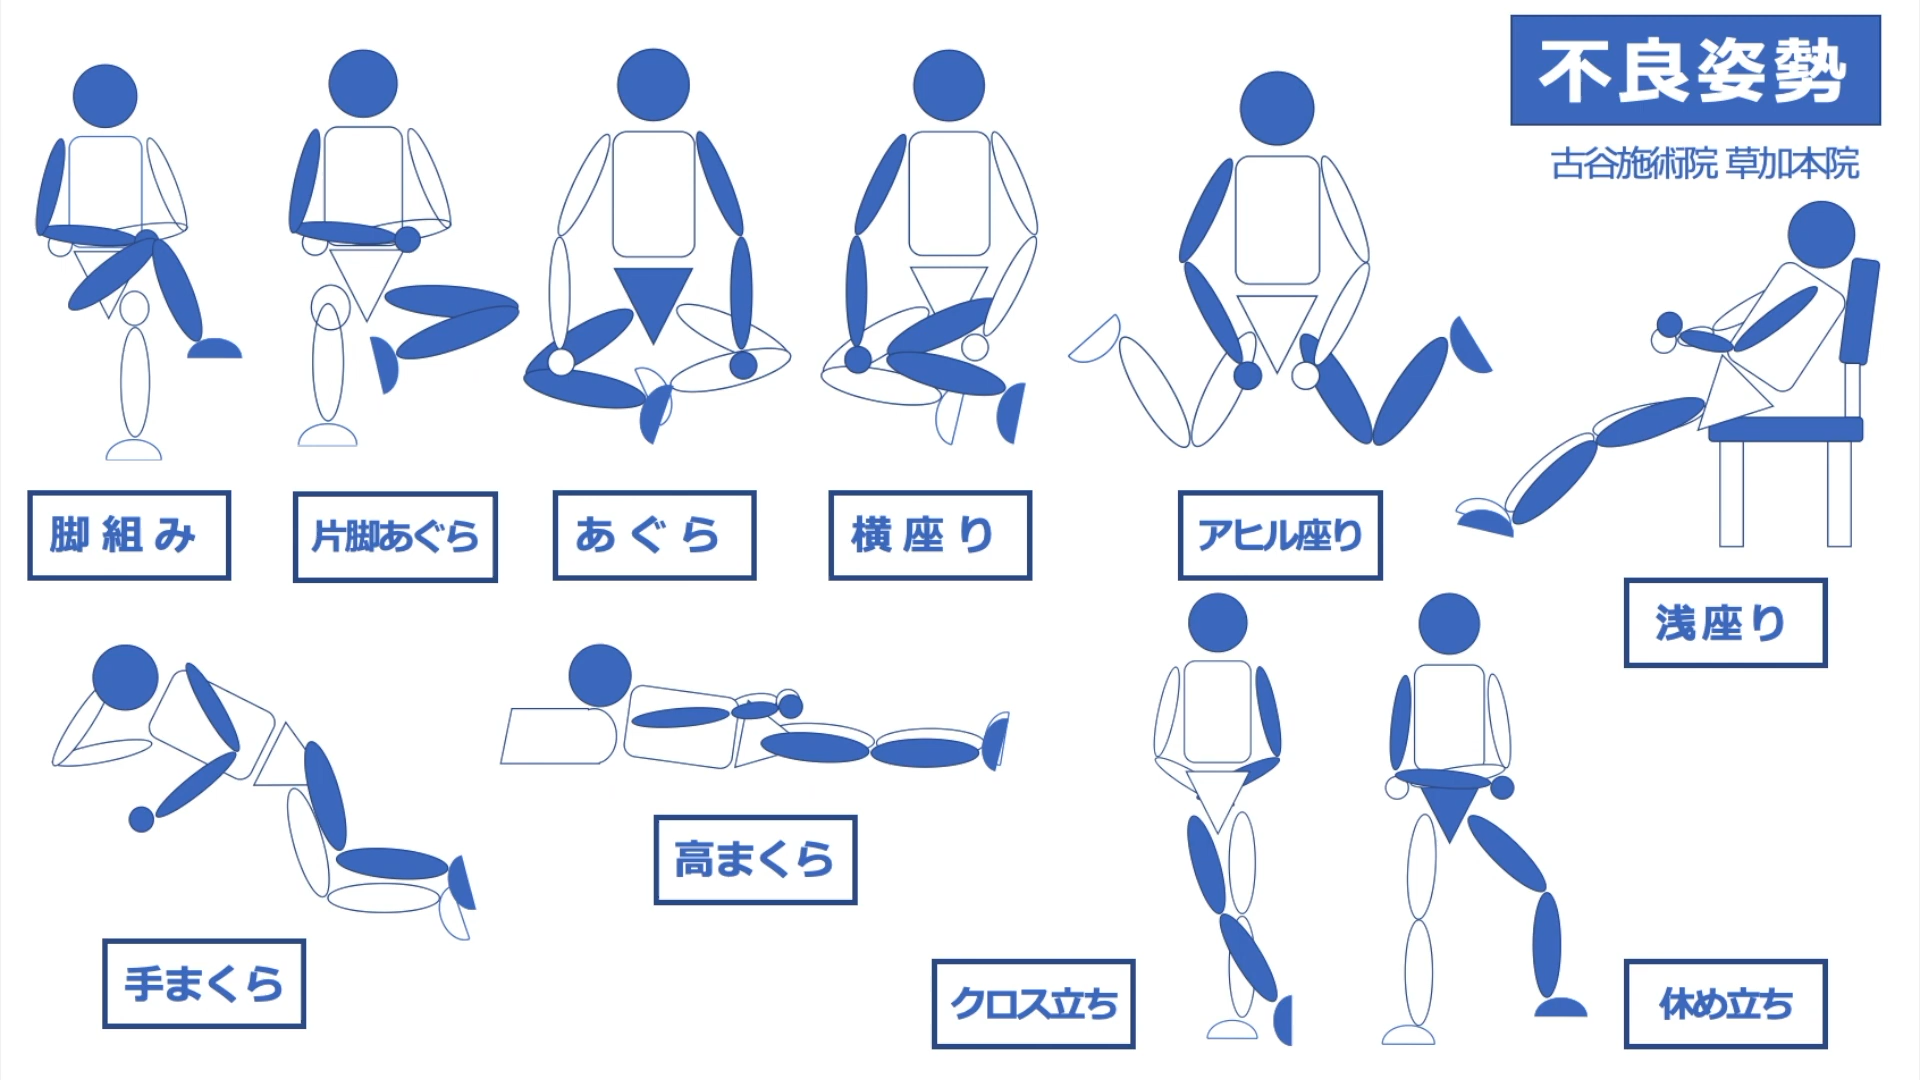 不良姿勢
古谷施術院 草加本院
脚組み
片脚あぐら
あぐら
横座り
アヒル座り
浅座り
手まくら
高まくら
クロス立ち
休め立ち